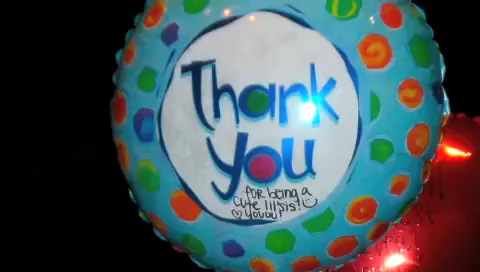 Thank
you
for being a
cute lil sis! ☺
♡ youuu!